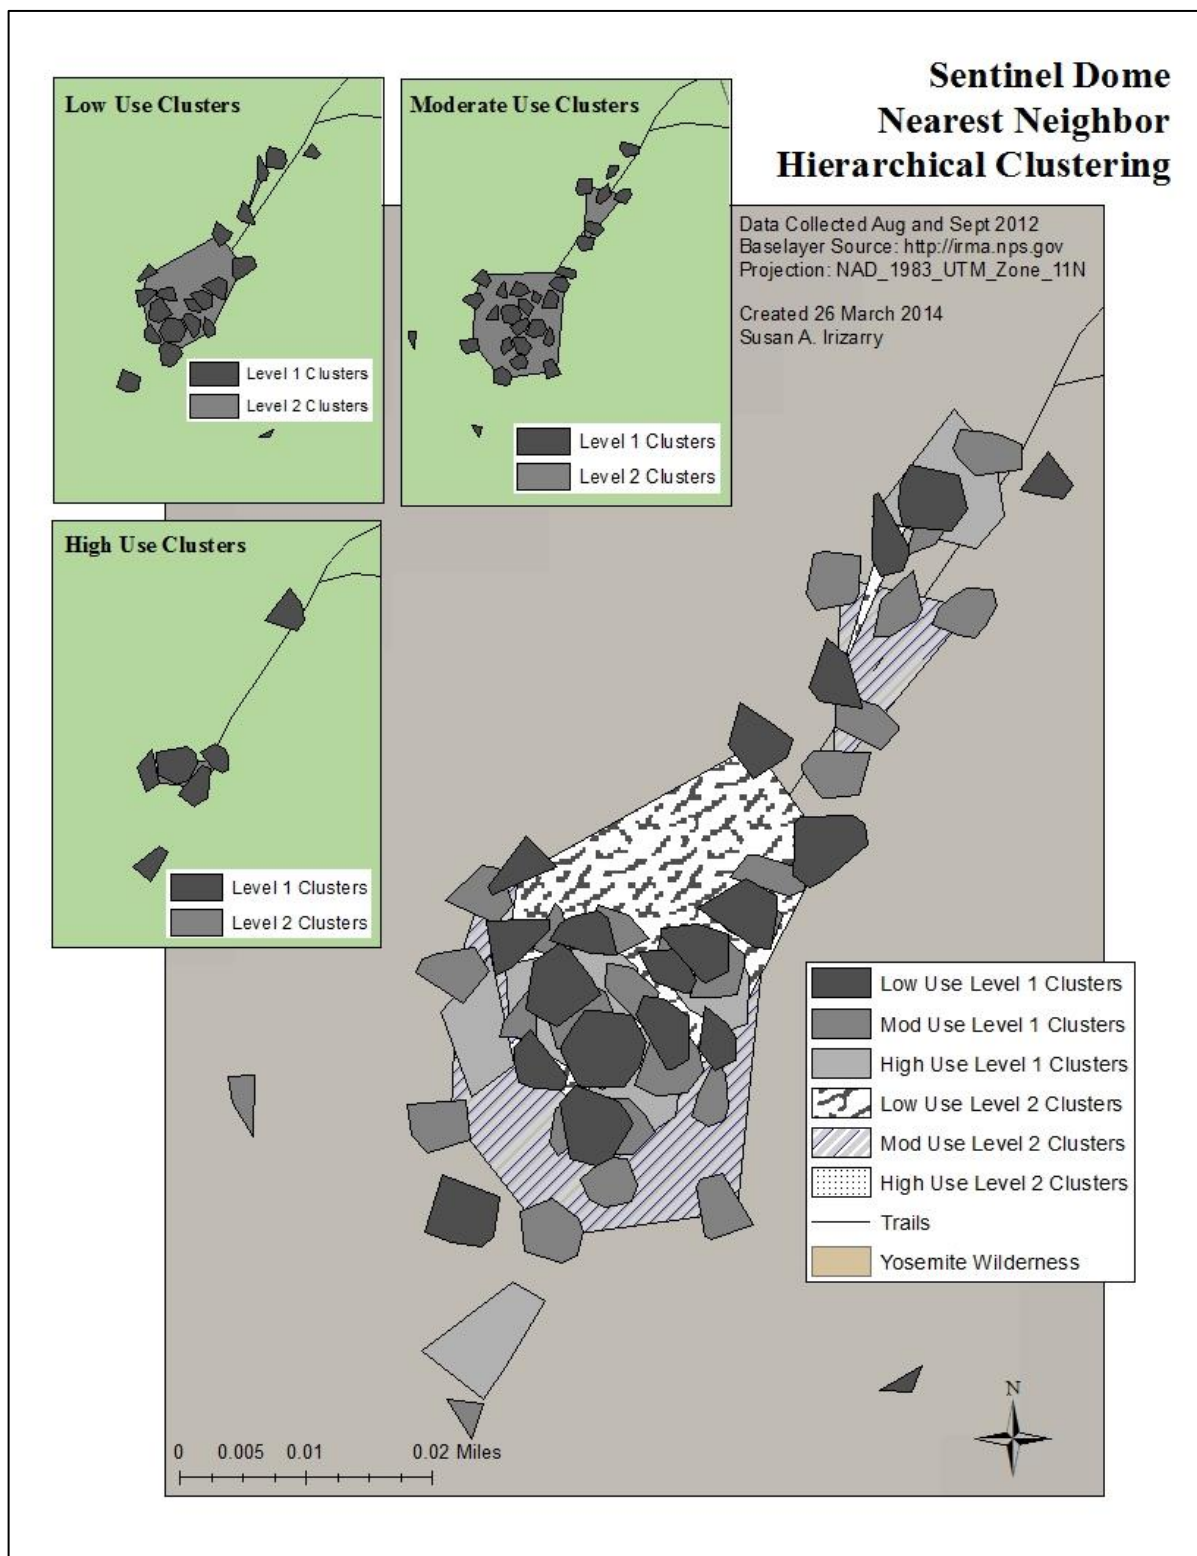 Sentinel Dome
Nearest Neighbor
Hierarchical Clustering
Low Use Clusters
Level 1 Clusters
Level 2 Clusters
Moderate Use Clusters
Level 1 Clusters
Level 2 Clusters
Data Collected Aug and Sept 2012
Baselayer Source: http://irma.nps.gov
Projection: NAD_1983_UTM_Zone_11N
Created 26 March 2014
Susan A. Irizarry
High Use Clusters
Level 1 Clusters
Level 2 Clusters
Low Use Level 1 Clusters
Mod Use Level 1 Clusters
High Use Level 1 Clusters
Low Use Level 2 Clusters
Mod Use Level 2 Clusters
High Use Level 2 Clusters
Trails
Yosemite Wilderness
N
0 0.005 0.01 0.02 Miles